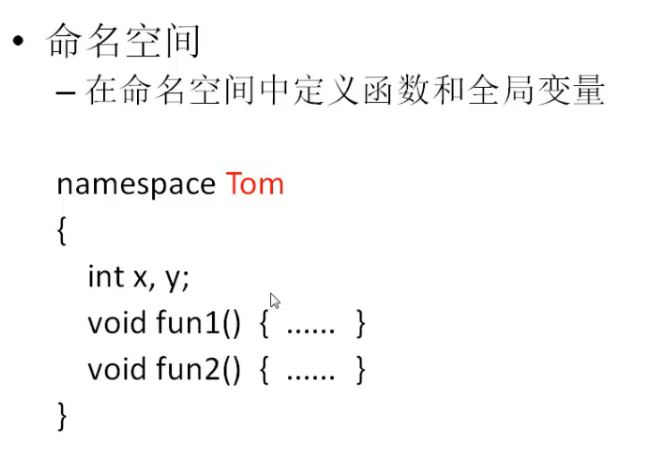 • 命名空间
– 在命名空间中定义函数和全局变量
namespace Tom
{
int x, y;
void fun1() { ...... }
void fun2() { ...... }
}